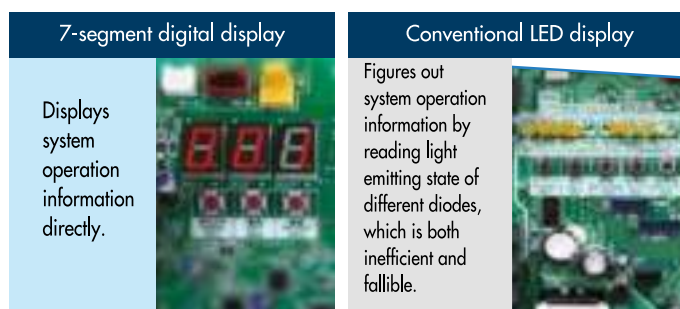 7-segment digital display
Displays
system
operation
information
directly.
Conventional LED display
Figures out
system operation
information by
reading light
emitting state of
different diodes,
which is both
inefficient and
fallible.